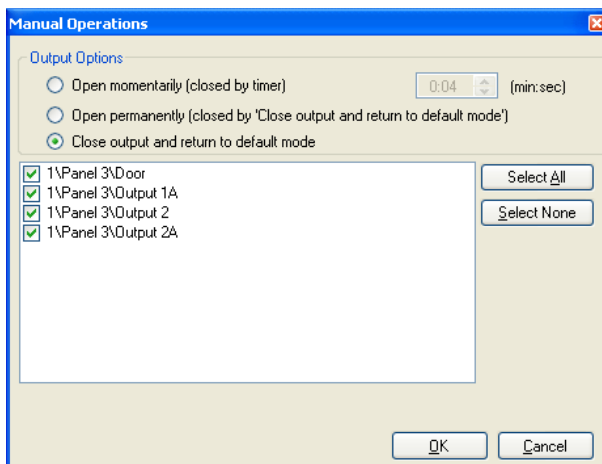 Manual Operations
Output Options
Open momentarily (closed by timer)
0:04
(min:sec)
Open permanently (closed by 'Close output and return to default mode')
Close output and return to default mode
1\Panel 3\Door
1\Panel 3\Output 1A
1\Panel 3\Output 2
1\Panel 3\Output 2A
Select All
Select None
OK
Cancel